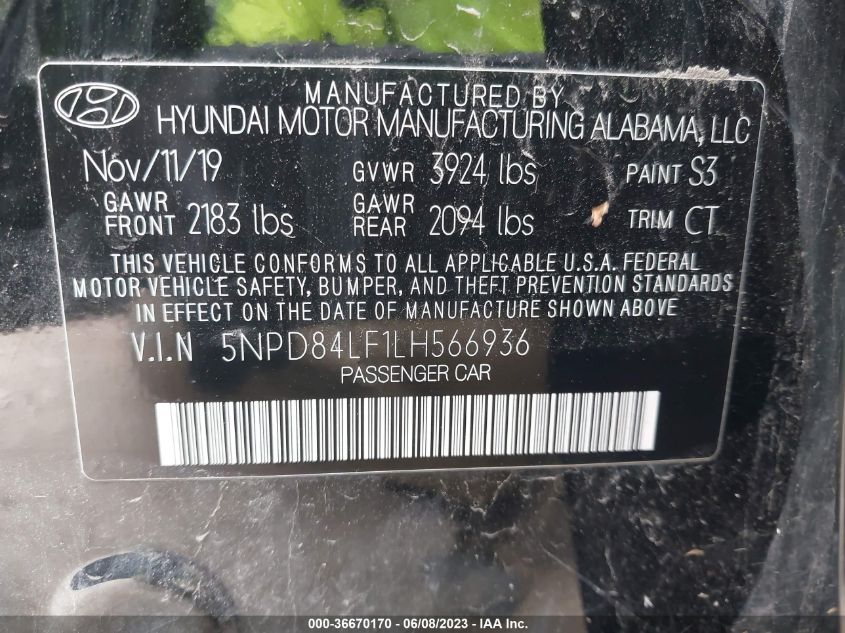 MANUFACTURED BY
HYUNDAI MOTOR MANUFACTURING ALABAMA, LLC
Nov/11/19 GVWR 3924 lbs PAINT S3
GAWR FRONT 2183 lbs GAWR REAR 2094 lbs TRIM CT
THIS VEHICLE CONFORMS TO ALL APPLICABLE U.S.A. FEDERAL
MOTOR VEHICLE SAFETY, BUMPER, AND THEFT PREVENTION STANDARDS
IN EFFECT ON THE DATE OF MANUFACTURE SHOWN ABOVE
V.I.N 5NPD84LF1LH566936
PASSENGER CAR
000-36670170 - 06/08/2023 - IAA Inc.